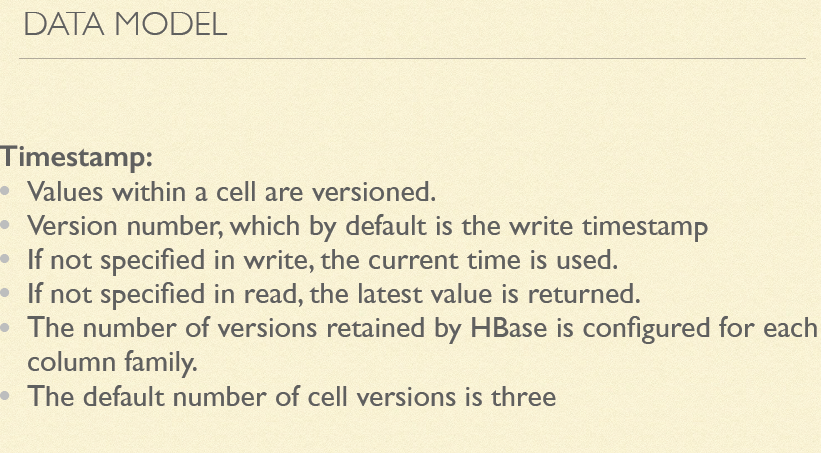 DATA MODEL
Timestamp:
• Values within a cell are versioned.
• Version number, which by default is the write timestamp
• If not specified in write, the current time is used.
• If not specified in read, the latest value is returned.
• The number of versions retained by HBase is configured for each
column family.
• The default number of cell versions is three